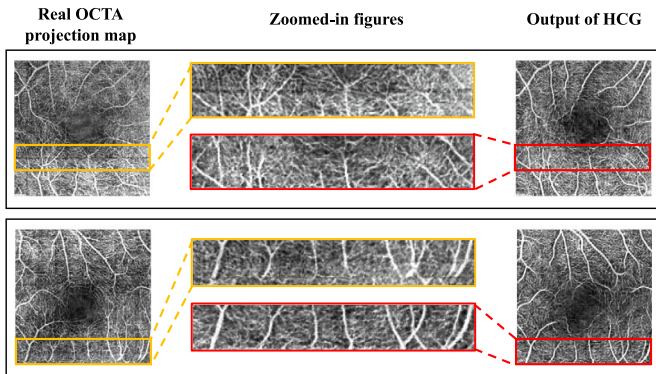 Real OCTA
projection map
Zoomed-in figures
Output of HCG